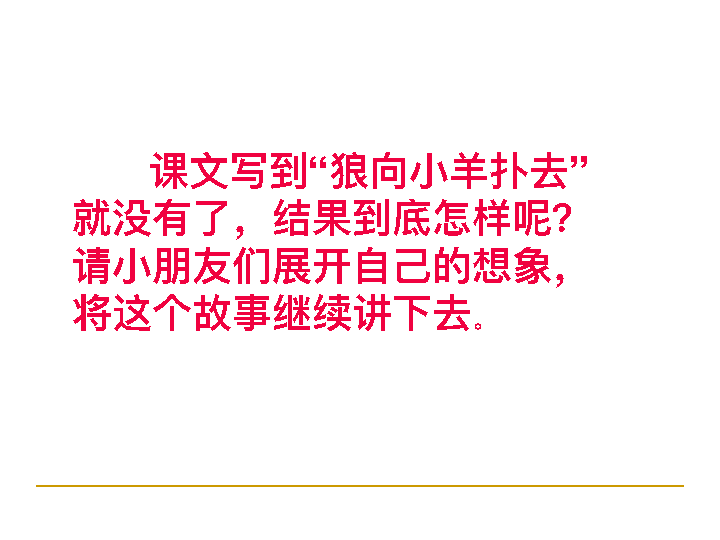 课文写到“狼向小羊扑去”
就没有了，结果到底怎样呢？
请小朋友们展开自己的想象，
将这个故事继续讲下去。